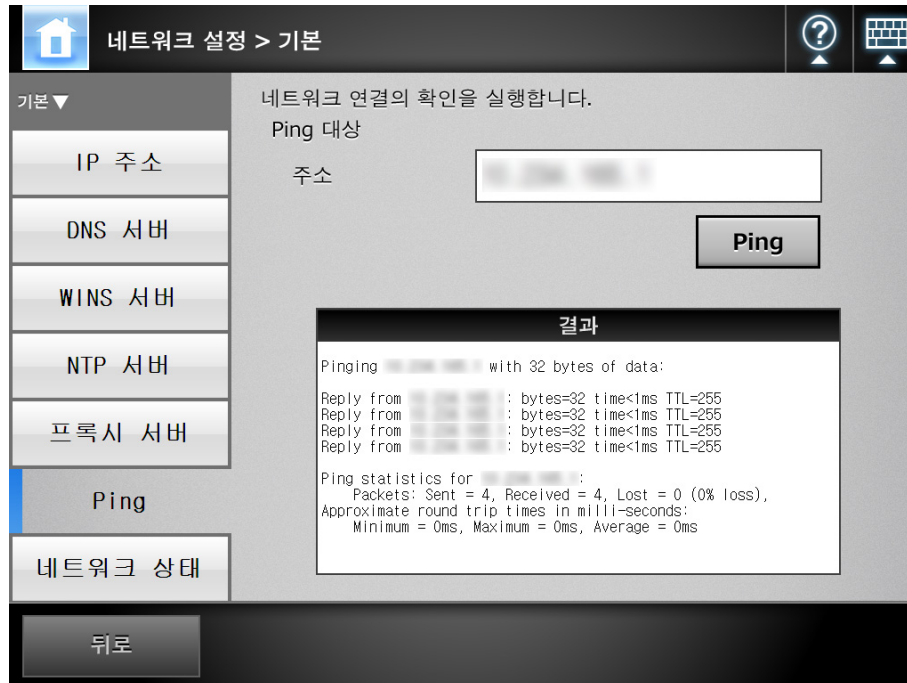 네트워크 설정 > 기본
?
기본▼
IP 주소
DNS 서버
WINS 서버
NTP 서버
프록시 서버
Ping
네트워크 상태
뒤로
네트워크 연결의 확인을 실행합니다.
Ping 대상
주소
Ping
결과
Pinging with 32 bytes of data:
Reply from : bytes=32 time<1ms TTL=255
Reply from : bytes=32 time<1ms TTL=255
Reply from : bytes=32 time<1ms TTL=255
Reply from : bytes=32 time<1ms TTL=255
Ping statistics for :
Packets: Sent = 4, Received = 4, Lost = 0 (0% loss),
Approximate round trip times in milli-seconds:
Minimum = 0ms, Maximum = 0ms, Average = 0ms